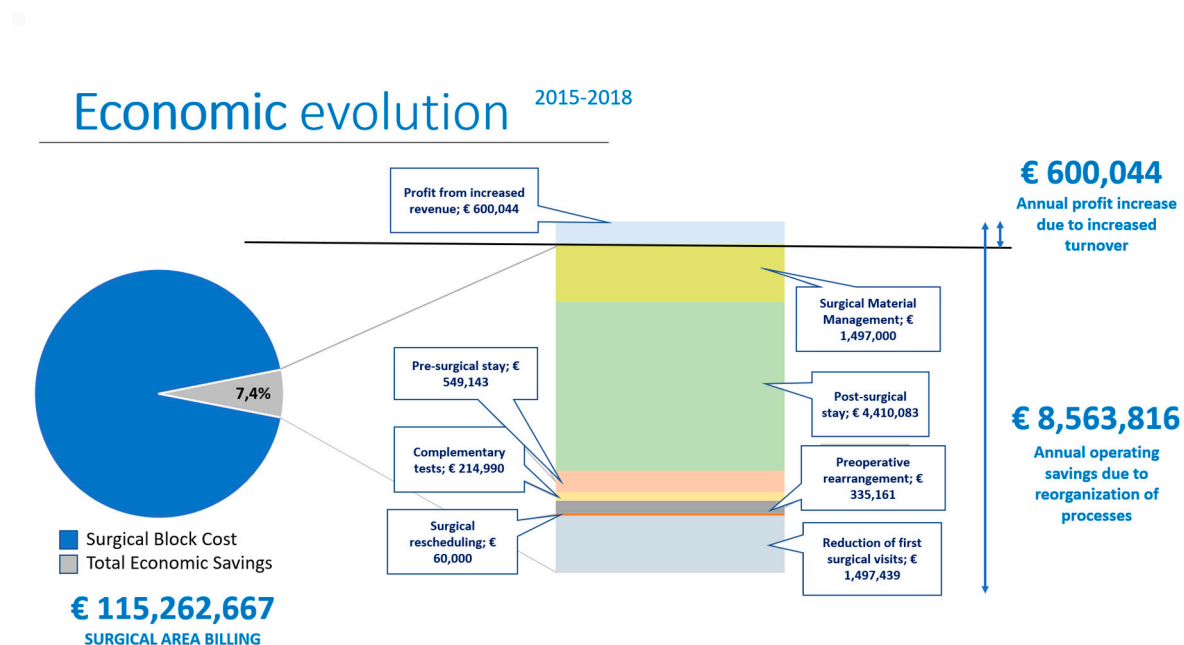 Economic evolution 2015-2018
Profit from increased
revenue; € 600,044
€ 600,044
Annual profit increase
due to increased
turnover
Surgical Material
Management; €
1,497,000
Pre-surgical stay; €
549,143
7,4%
Post-surgical
stay; € 4,410,083
€ 8,563,816
Annual operating
savings due to
reorganization of
processes
Complementary
tests; € 214,990
Preoperative
rearrangement; €
335,161
Surgical
rescheduling; €
60,000
Reduction of first
surgical visits; €
1,497,439
Surgical Block Cost
Total Economic Savings
€ 115,262,667
SURGICAL AREA BILLING